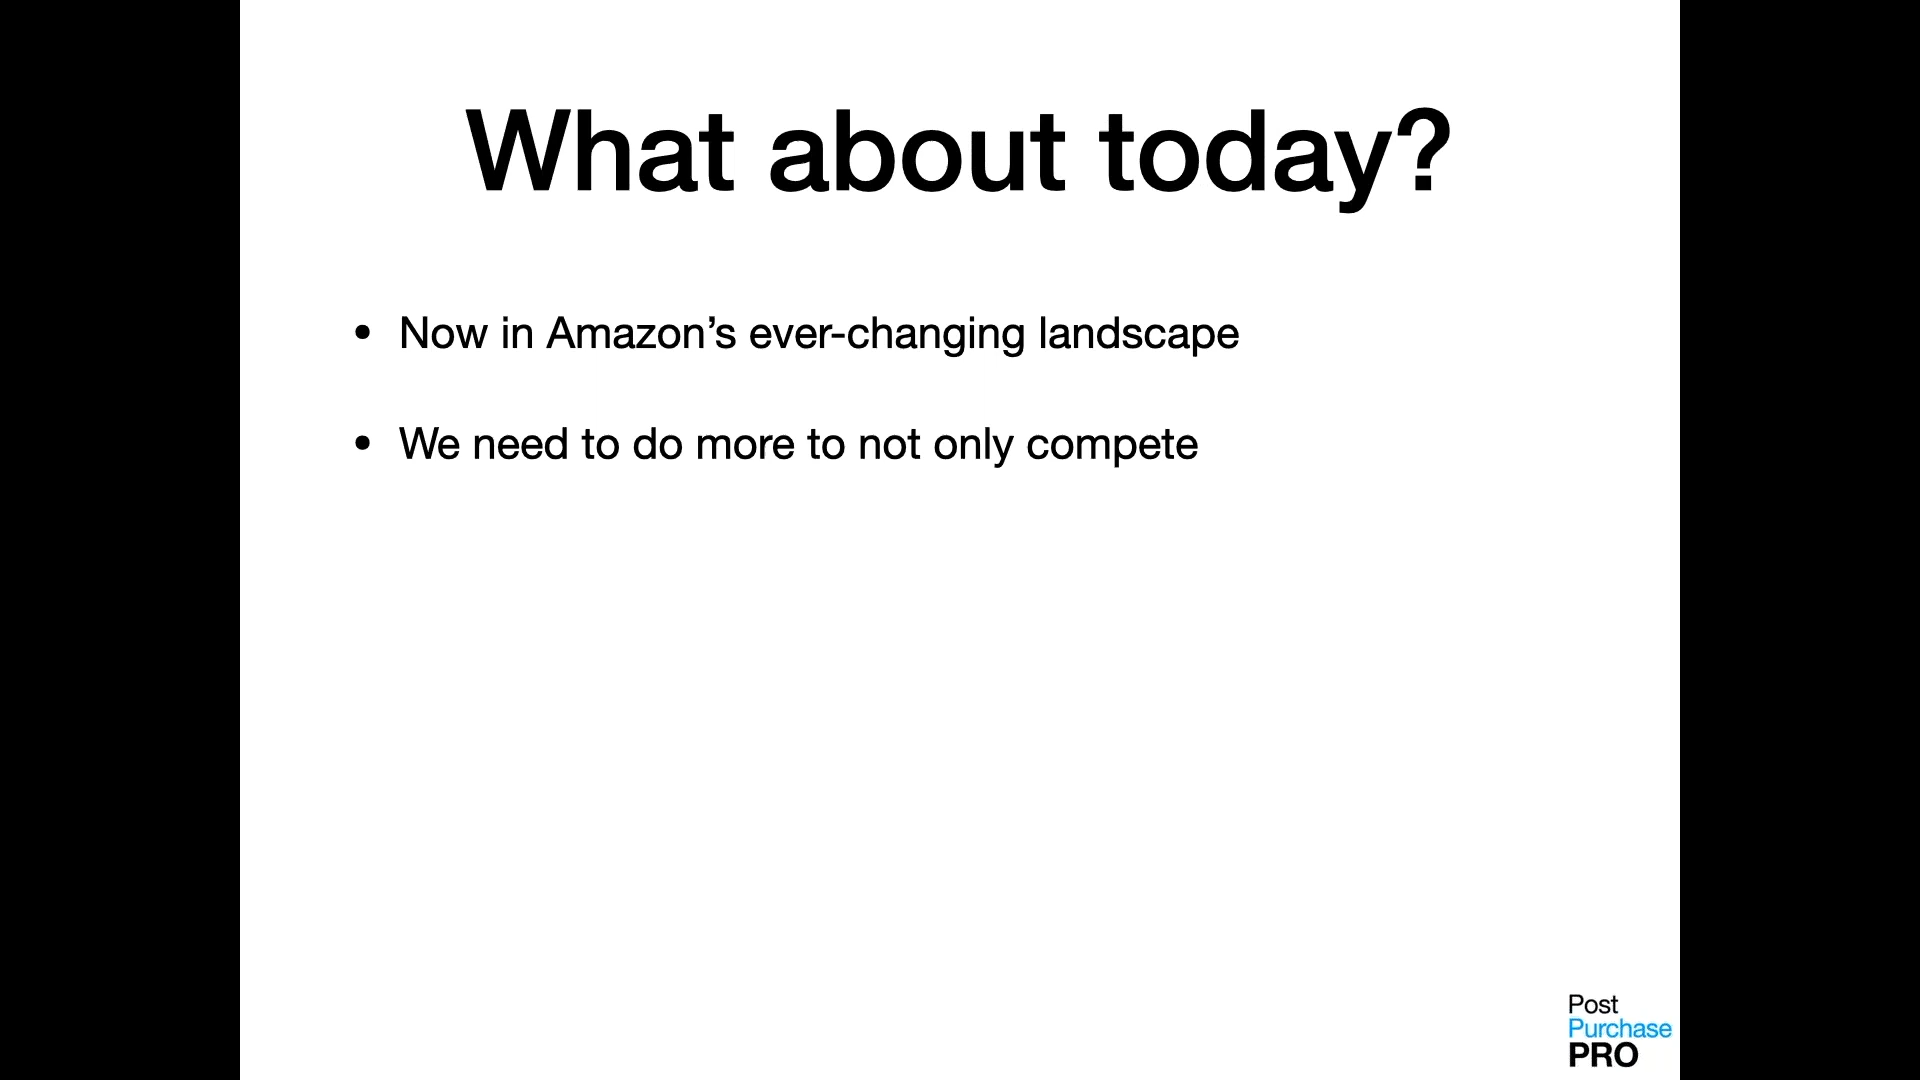 What about today?
• Now in Amazon’s ever-changing landscape
• We need to do more to not only compete
Post
Purchase
PRO